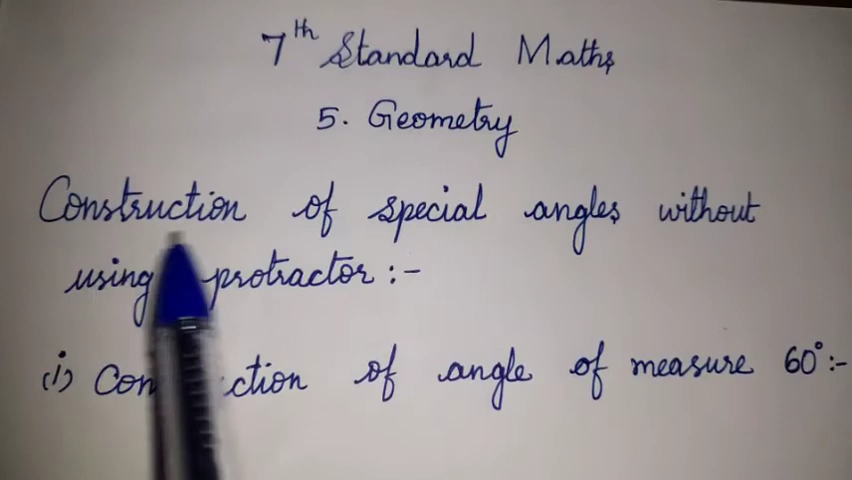 7th Standard Maths
5. Geometry
Construction of special angles without
using protractor :-
(i) of angle of measure 60° :-